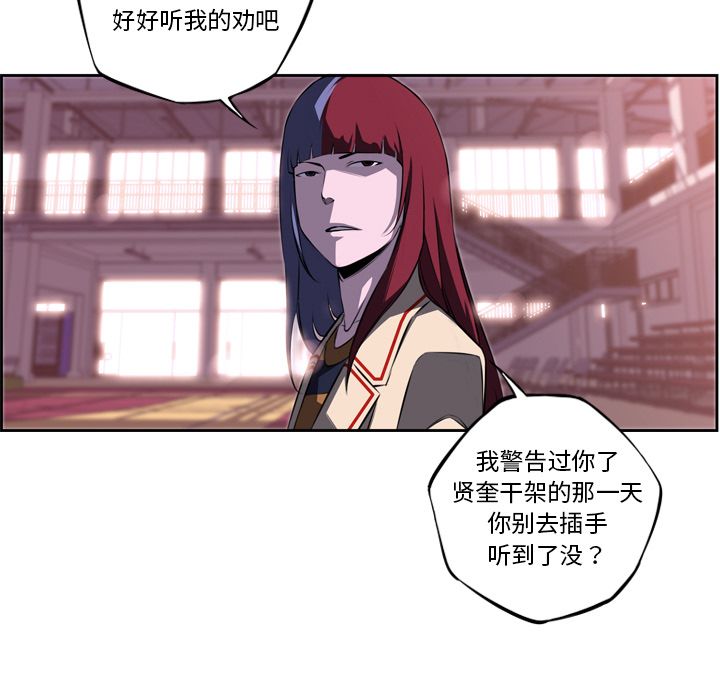 好好听我的劝吧
我警告过你了
贤奎干架的那一天
你别去插手
听到了没？